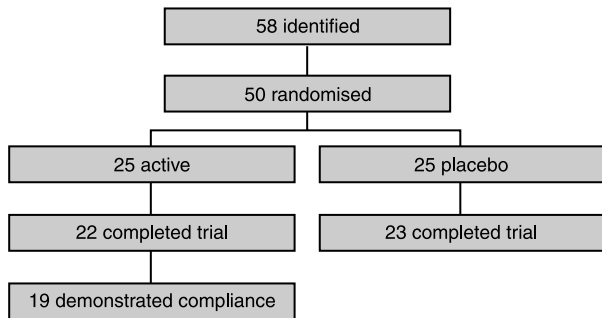 58 identified
50 randomised
25 active
25 placebo
22 completed trial
23 completed trial
19 demonstrated compliance